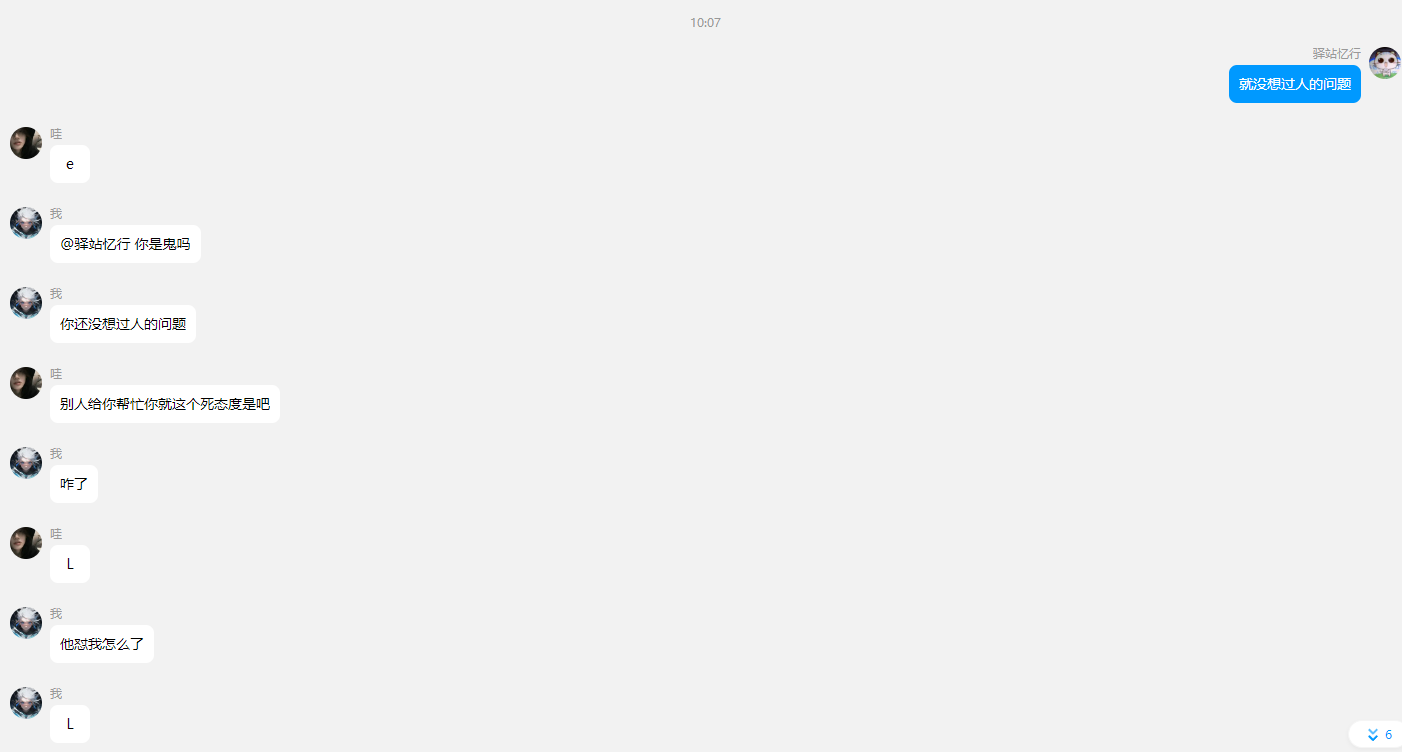 10:07
驿站忆行
就没想过人的问题
哇
e
我
@驿站忆行 你是鬼吗
我
你还没想过人的问题
哇
别人给你帮忙你就这个死态度是吧
我
咋了
哇
L
我
他怼我怎么了
我
L
6